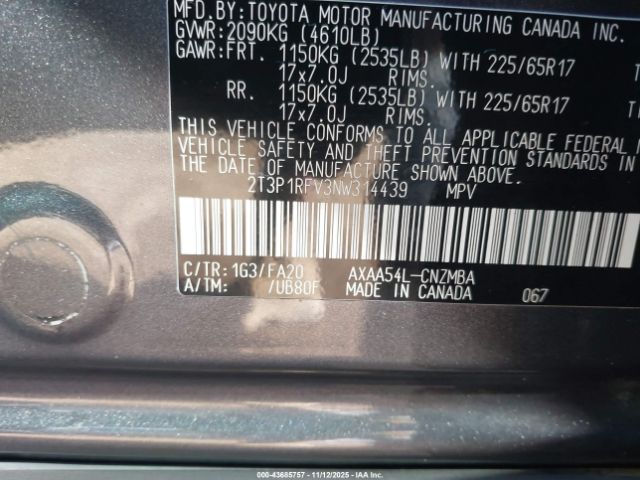 MFD.BY:TOYOTA MOTOR MANUFACTURING CANADA INC.
GVWR:2090KG (4610LB)
GAWR:FRT. 1150KG (2535LB) WITH 225/65R17
17x7.0J RIMS.
RR. 1150KG (2535LB) WITH 225/65R17
17x7.0J RIMS.
THIS VEHICLE CONFORMS TO ALL APPLICABLE FEDERAL
VEHICLE SAFETY AND THEFT PREVENTION STANDARDS IN
THE DATE OF MANUFACTURE SHOWN ABOVE.
2T3P1RFV3NW314439 MPV
C/TR:1G3/FA20 AXAA54L-CNZMBA
A/TM: /UB80F MADE IN CANADA 067
000-43685757 - 11/12/2025 - IAA Inc.